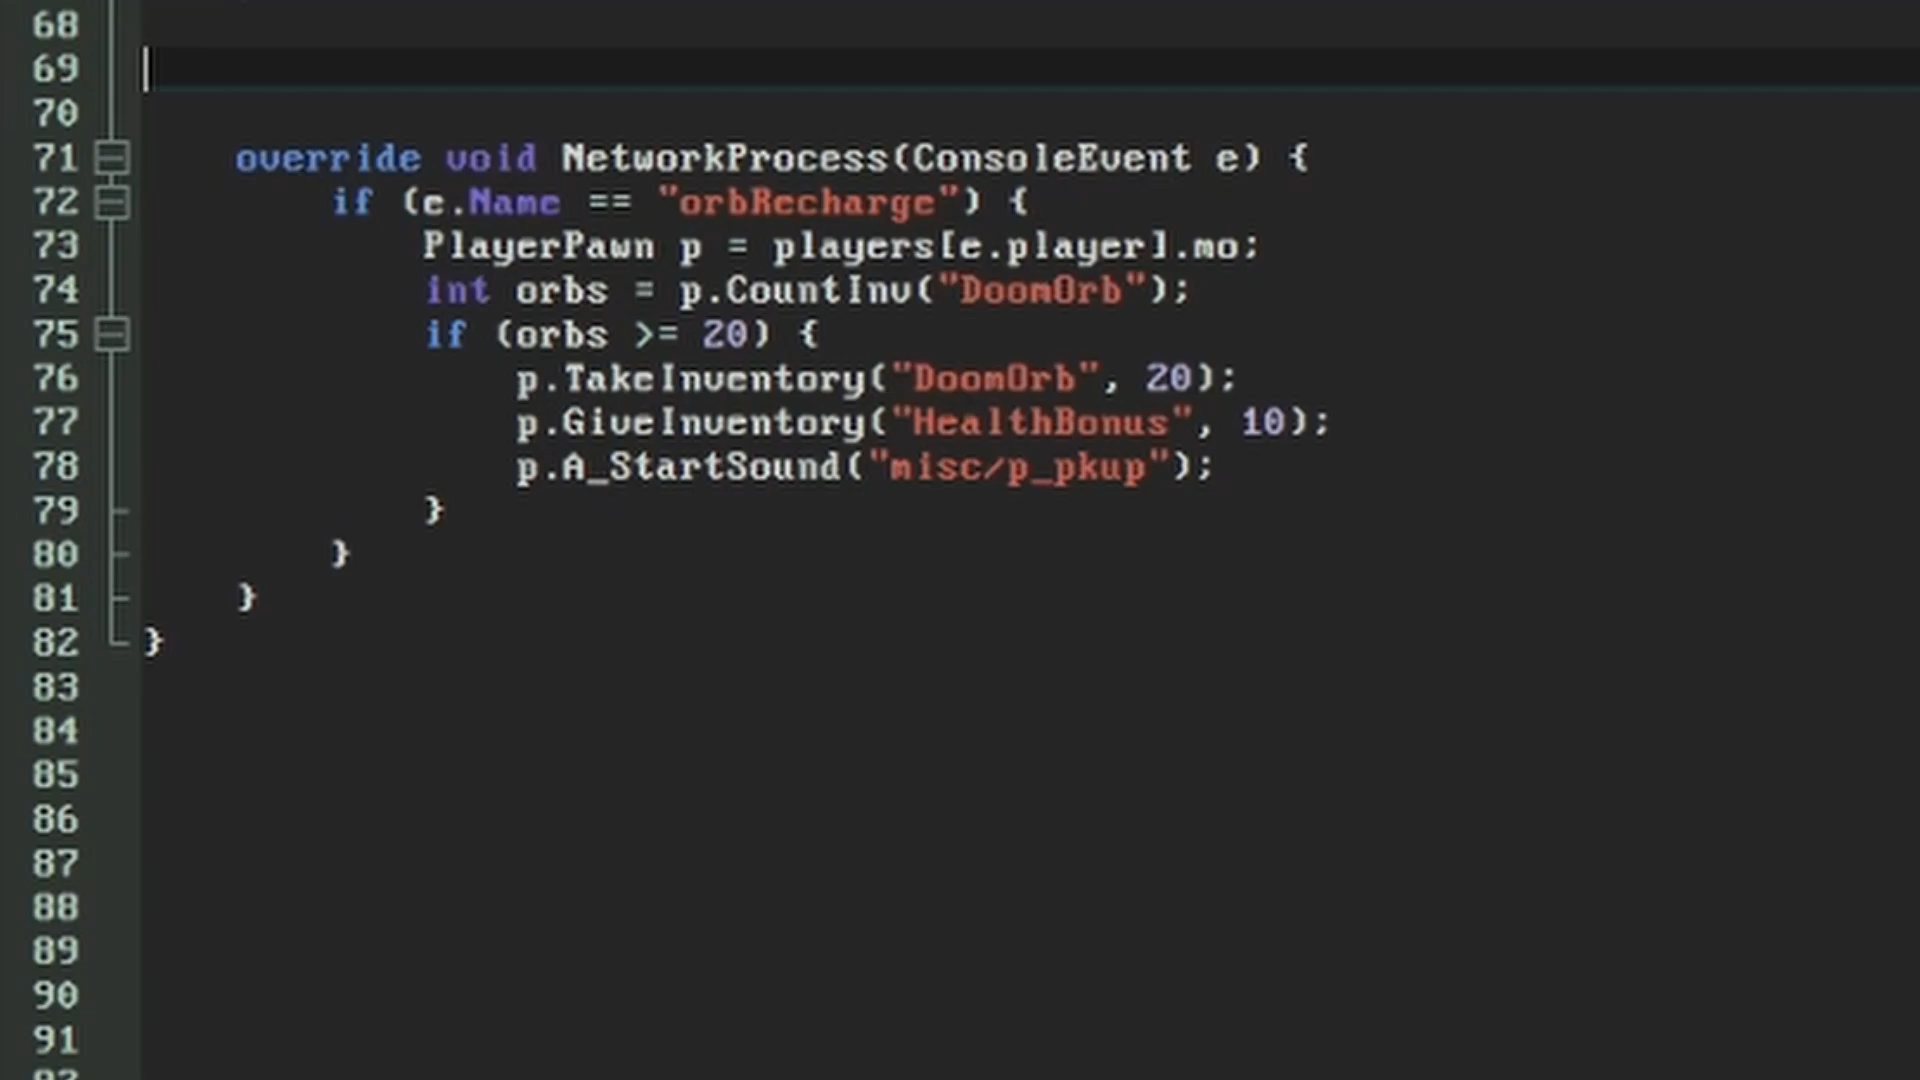 68
69
70
71 override void NetworkProcess(ConsoleEvent e) {
72 if (e.Name == "orbRecharge") {
73 PlayerPawn p = players[e.player].mo;
74 int orbs = p.CountInv("DoomOrb");
75 if (orbs >= 20) {
76 p.TakeInventory("DoomOrb", 20);
77 p.GiveInventory("HealthBonus", 10);
78 p.A_StartSound("misc/p_pkup");
79 }
80 }
81 }
82 }
83
84
85
86
87
88
89
90
91